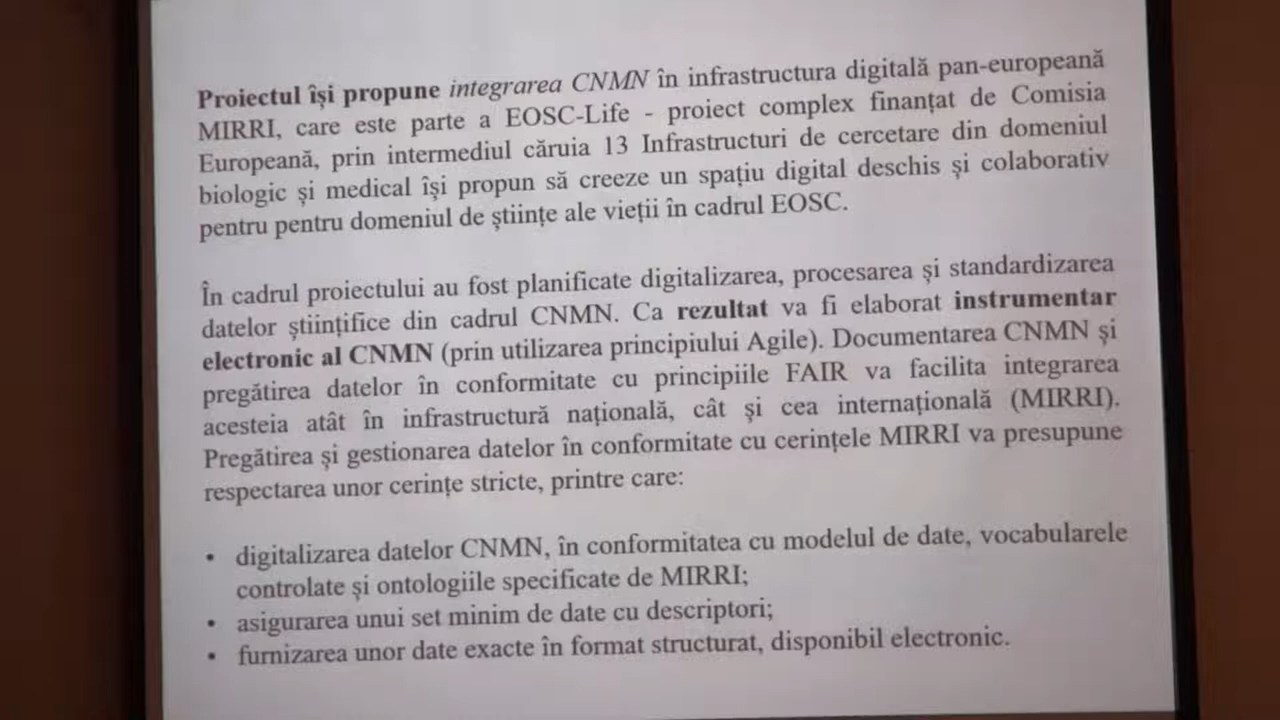 Proiectul își propune integrarea CNMN în infrastructura digitală pan-europeană
MIRRI, care este parte a EOSC-Life - proiect complex finanțat de Comisia
Europeană, prin intermediul căruia 13 Infrastructuri de cercetare din domeniul
biologic și medical își propun să creeze un spațiu digital deschis și colaborativ
pentru pentru domeniul de științe ale vieții în cadrul EOSC.
În cadrul proiectului au fost planificate digitalizarea, procesarea și standardizarea
datelor științifice din cadrul CNMN. Ca rezultat va fi elaborat instrumentar
electronic al CNMN (prin utilizarea principiului Agile). Documentarea CNMN și
pregătirea datelor în conformitate cu principiile FAIR va facilita integrarea
acesteia atât în infrastructură națională, cât și cea internațională (MIRRI).
Pregătirea și gestionarea datelor în conformitate cu cerințele MIRRI va presupune
respectarea unor cerințe stricte, printre care:
• digitalizarea datelor CNMN, în conformitatea cu modelul de date, vocabularele
controlate și ontologiile specificate de MIRRI;
• asigurarea unui set minim de date cu descriptori;
• furnizarea unor date exacte în format structurat, disponibil electronic.